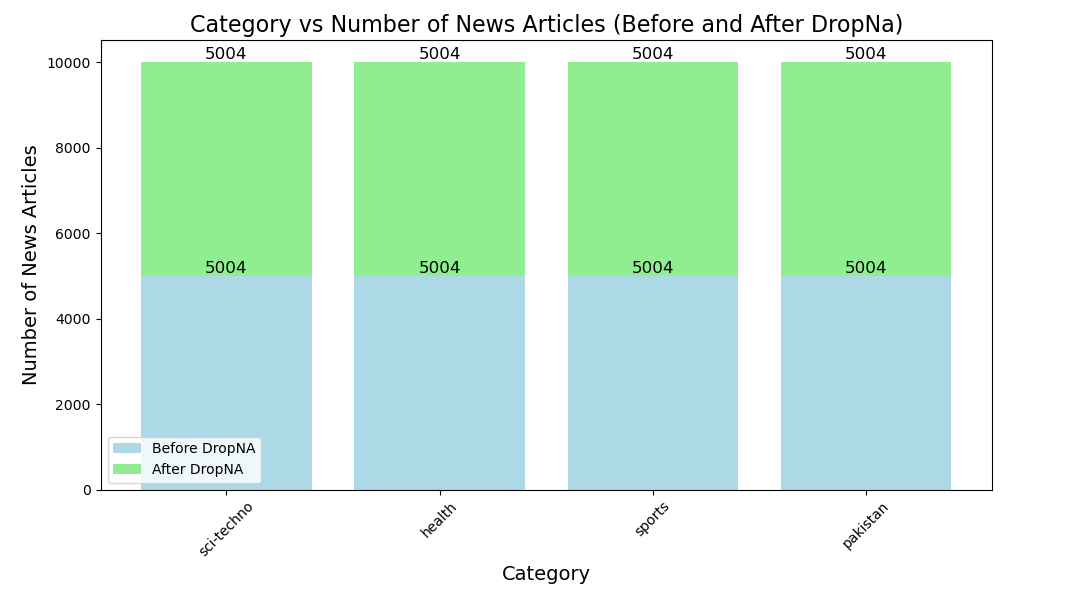 Category vs Number of News Articles (Before and After DropNa)
5004 5004 5004 5004
10000
8000
6000
5004 5004 5004 5004
4000
2000
0
Number of News Articles
Before DropNA
After DropNA
sci-techno health sports pakistan
Category